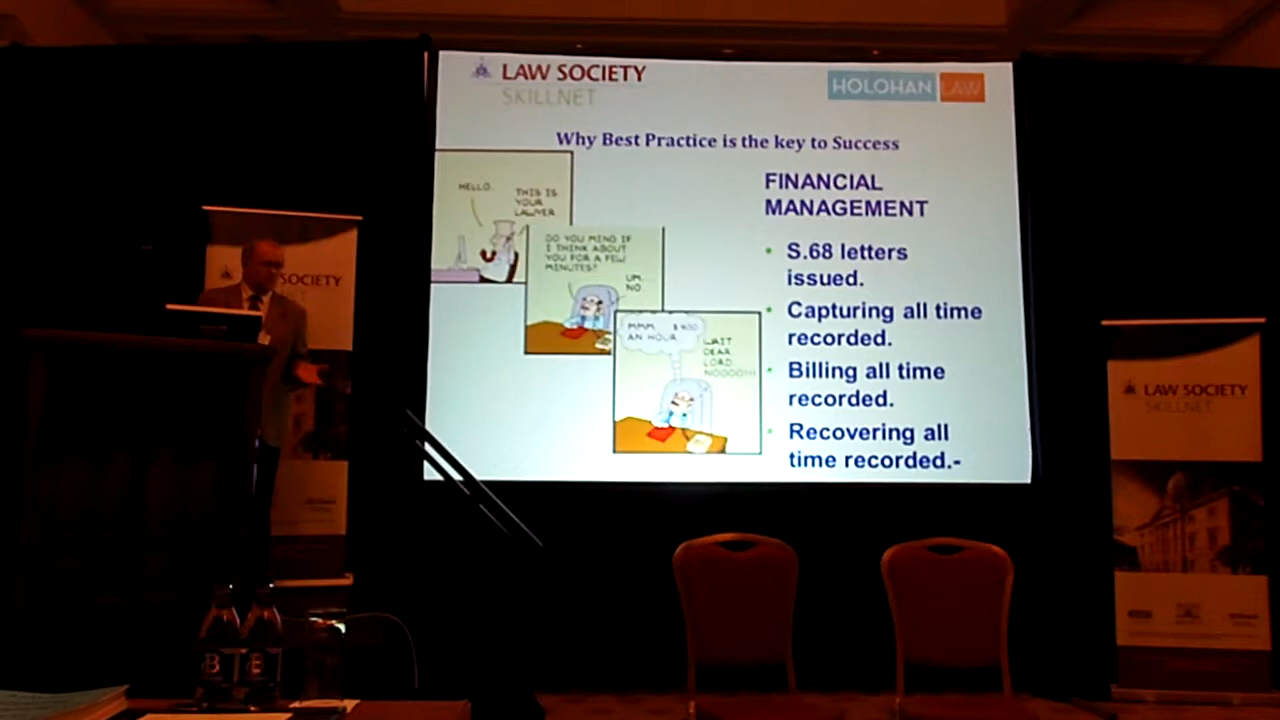 LAW SOCIETY
SKILLNET
HOLOHAN LAW
Why Best Practice is the key to Success
HELLO.
THIS IS
YOUR
LAWYER.
DO YOU MIND IF
I THINK ABOUT
YOU FOR A FEW
MINUTES?
UM.
NO.
MMM... $400
AN HOUR.
WAIT
DEAR
LORD
NOOOO!!!
FINANCIAL
MANAGEMENT
• S.68 letters
issued.
• Capturing all time
recorded.
• Billing all time
recorded.
• Recovering all
time recorded.-
SOCIETY
LAW SOCIETY
SKILLNET
B
B